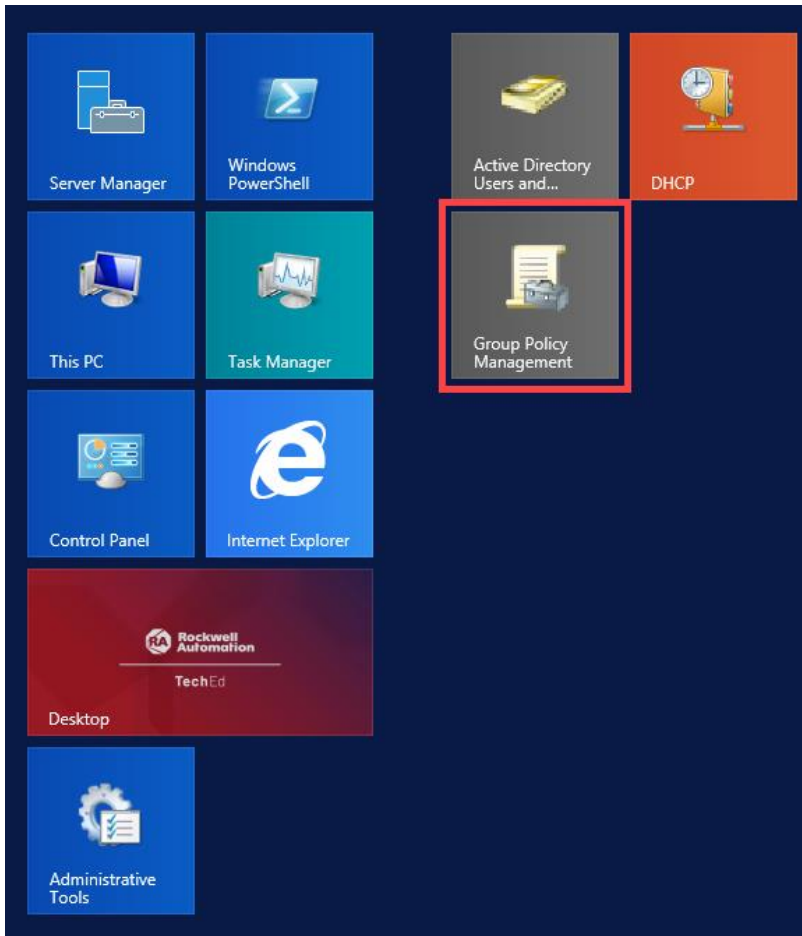 Server Manager
Windows
PowerShell
Active Directory
Users and...
DHCP
This PC
Task Manager
Group Policy
Management
Control Panel
Internet Explorer
RA
Rockwell
Automation
TechEd
Desktop
Administrative
Tools